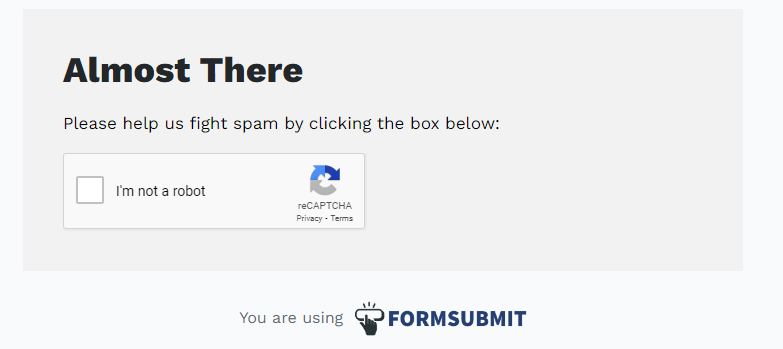 Almost There
Please help us fight spam by clicking the box below:
I'm not a robot
reCAPTCHA
Privacy - Terms
You are using FORMSUBMIT